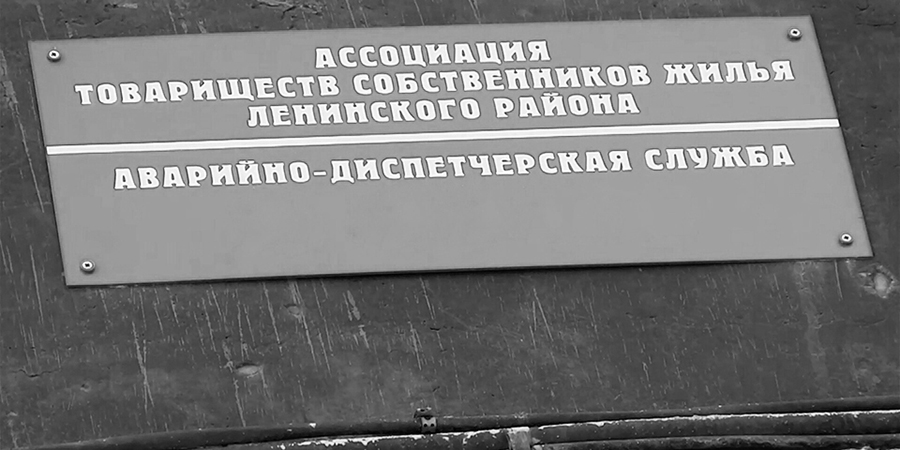 АССОЦИАЦИЯ
ТОВАРИЩЕСТВ СОБСТВЕННИКОВ ЖИЛЬЯ
ЛЕНИНСКОГО РАЙОНА
АВАРИЙНО-ДИСПЕТЧЕРСКАЯ СЛУЖБА